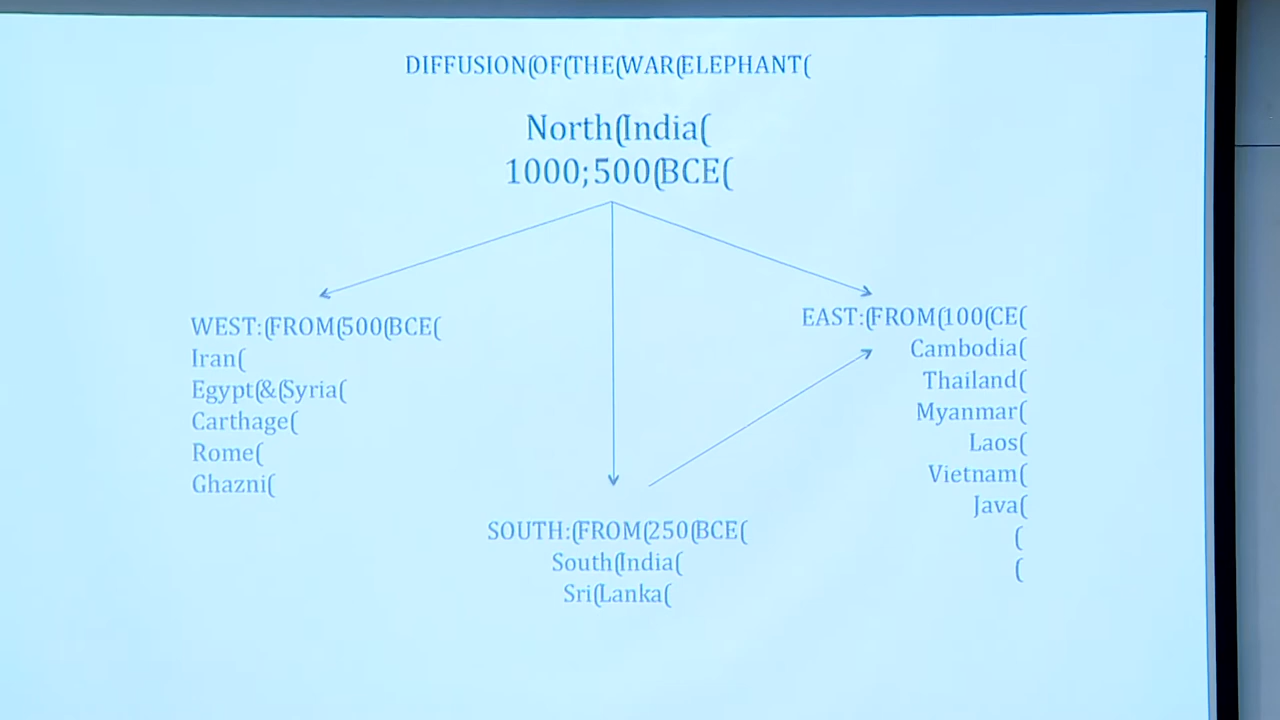 DIFFUSION(OF(THE(WAR(ELEPHANT(
North(India(
1000;500(BCE(
WEST:(FROM(500(BCE(
Iran(
Egypt(&(Syria(
Carthage(
Rome(
Ghazni(
SOUTH:(FROM(250(BCE(
South(India(
Sri(Lanka(
EAST:(FROM(100(CE(
Cambodia(
Thailand(
Myanmar(
Laos(
Vietnam(
Java(
(
(